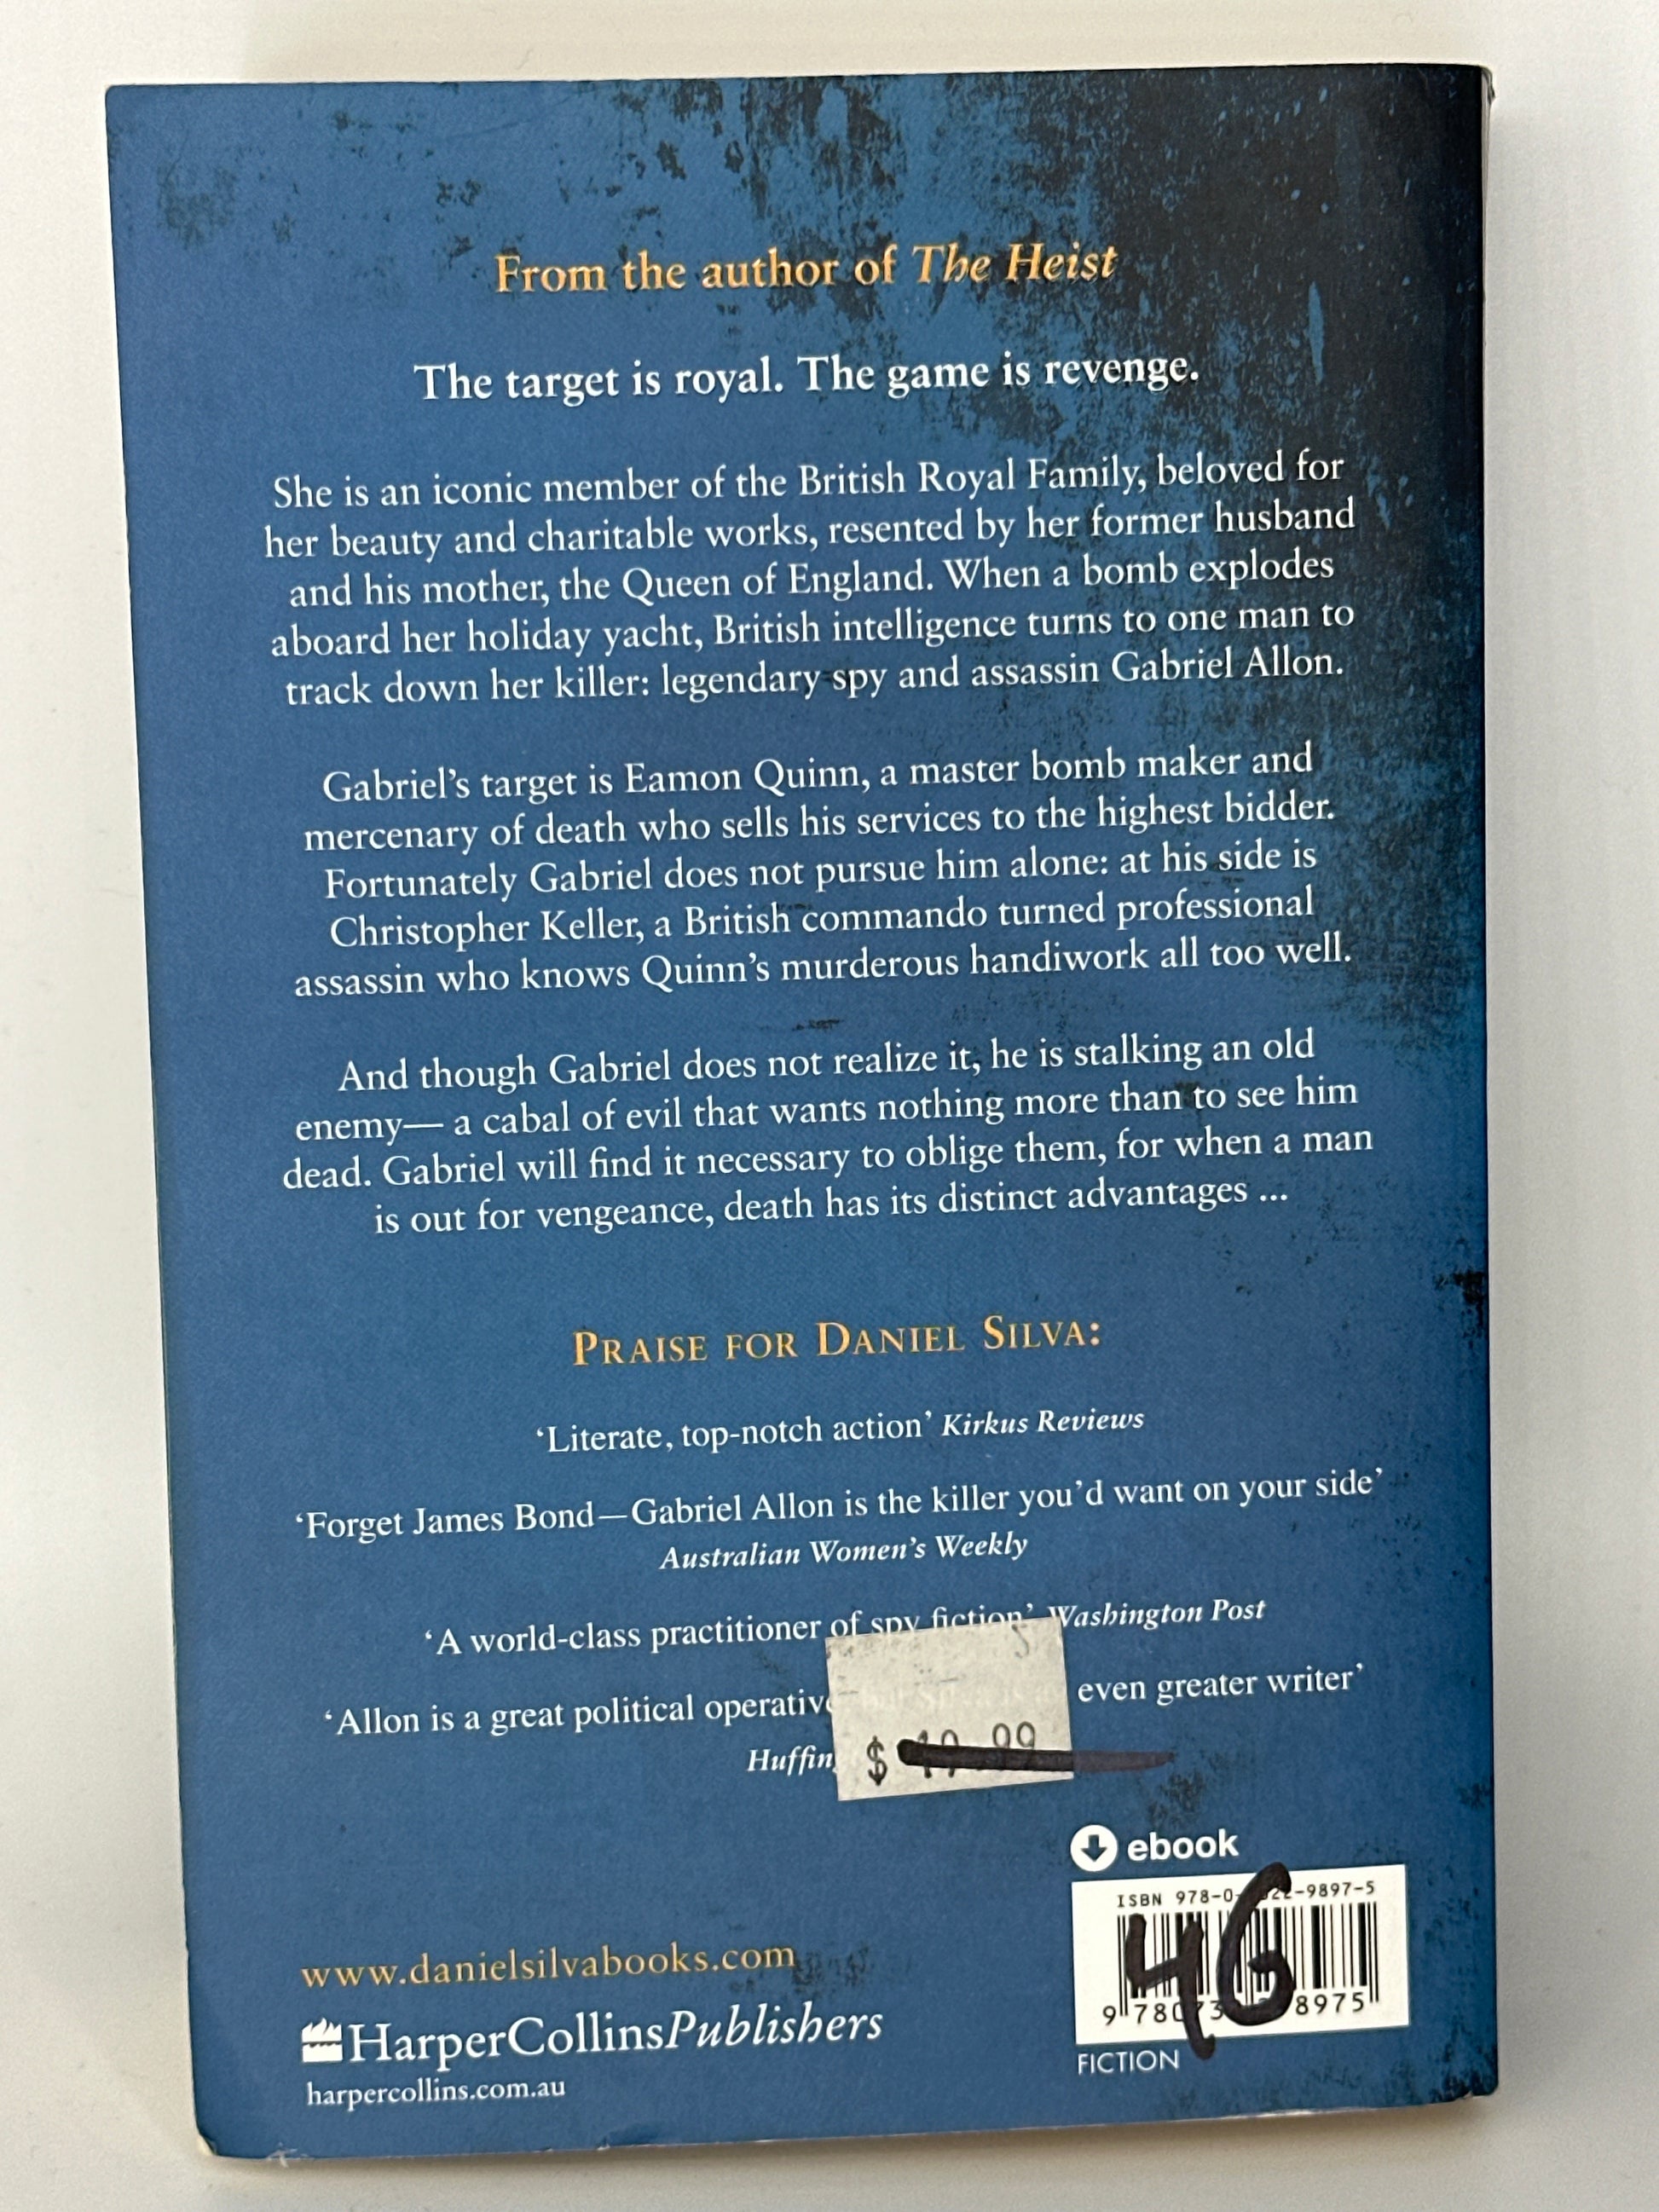 From the author of The Heist
The target is royal. The game is revenge.
She is an iconic member of the British Royal Family, beloved for
her beauty and charitable works, resented by her former husband
and his mother, the Queen of England. When a bomb explodes
aboard her holiday yacht, British intelligence turns to one man to
track down her killer: legendary spy and assassin Gabriel Allon.
Gabriel’s target is Eamon Quinn, a master bomb maker and
mercenary of death who sells his services to the highest bidder.
Fortunately Gabriel does not pursue him alone: at his side is
Christopher Keller, a British commando turned professional
assassin who knows Quinn’s murderous handiwork all too well.
And though Gabriel does not realize it, he is stalking an old
enemy— a cabal of evil that wants nothing more than to see him
dead. Gabriel will find it necessary to oblige them, for when a man
is out for vengeance, death has its distinct advantages ...
PRAISE FOR DANIEL SILVA:
‘Literate, top-notch action’ Kirkus Reviews
‘Forget James Bond—Gabriel Allon is the killer you’d want on your side’
Australian Women’s Weekly
‘A world-class practitioner of spy fiction’ Washington Post
‘Allon is a great political operative even greater writer’
$
ebook
ISBN 978-0- -9897-5
46
8975
FICTION
www.danielsilvabooks.com
HarperCollinsPublishers
harpercollins.com.au